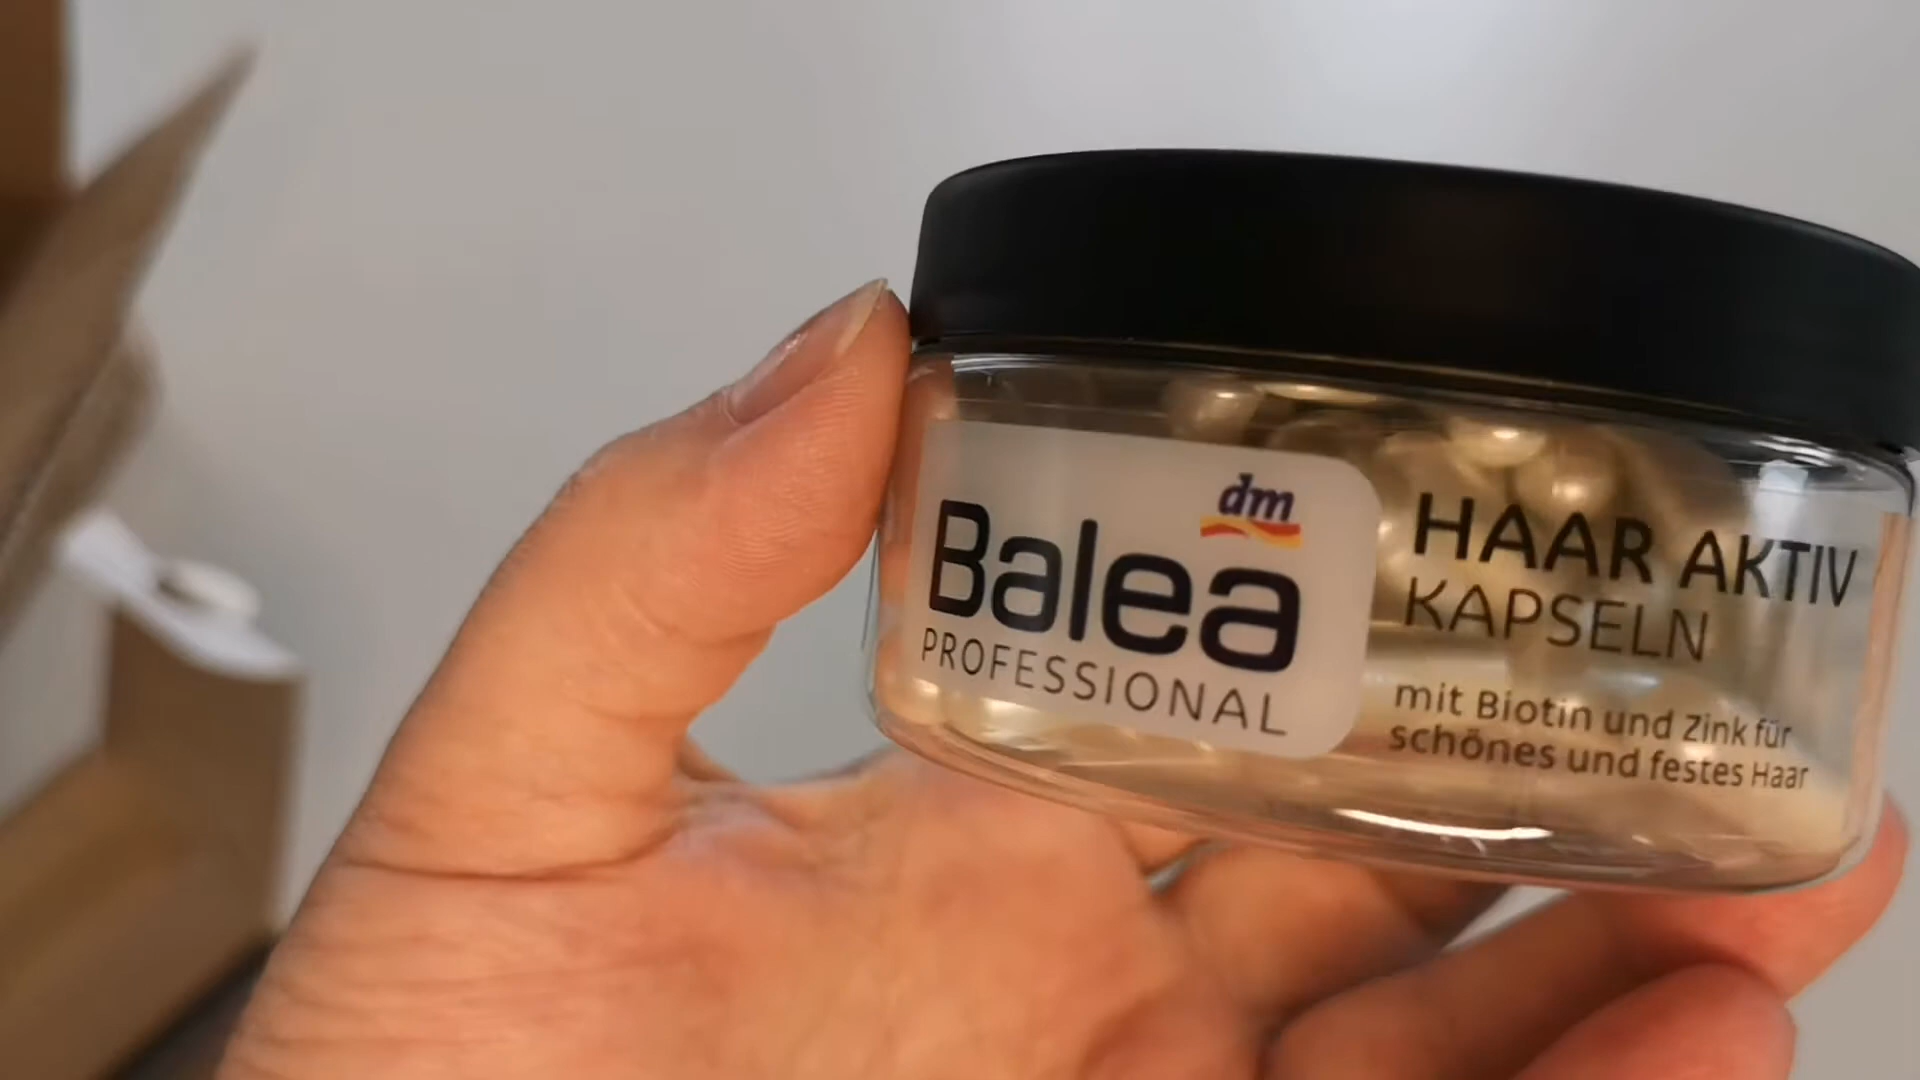 dm
Balea
PROFESSIONAL
HAAR AKTIV
KAPSELN
mit Biotin und Zink für
schönes und festes Haar